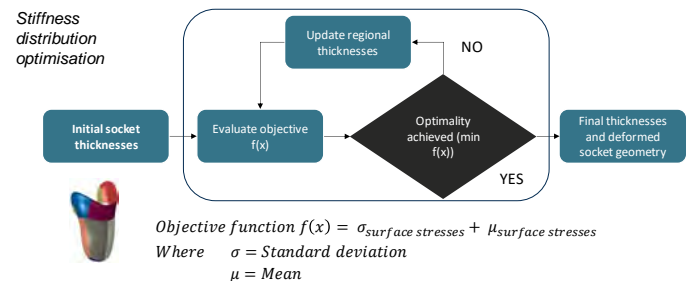 Stiffness
distribution
optimisation
Update regional
thicknesses
NO
Initial socket
thicknesses
Evaluate objective
f(x)
Optimality
achieved (min
f(x))
YES
Final thicknesses
and deformed
socket geometry
Objective function f(x) = σsurface stresses + μsurface stresses
Where σ = Standard deviation
μ = Mean